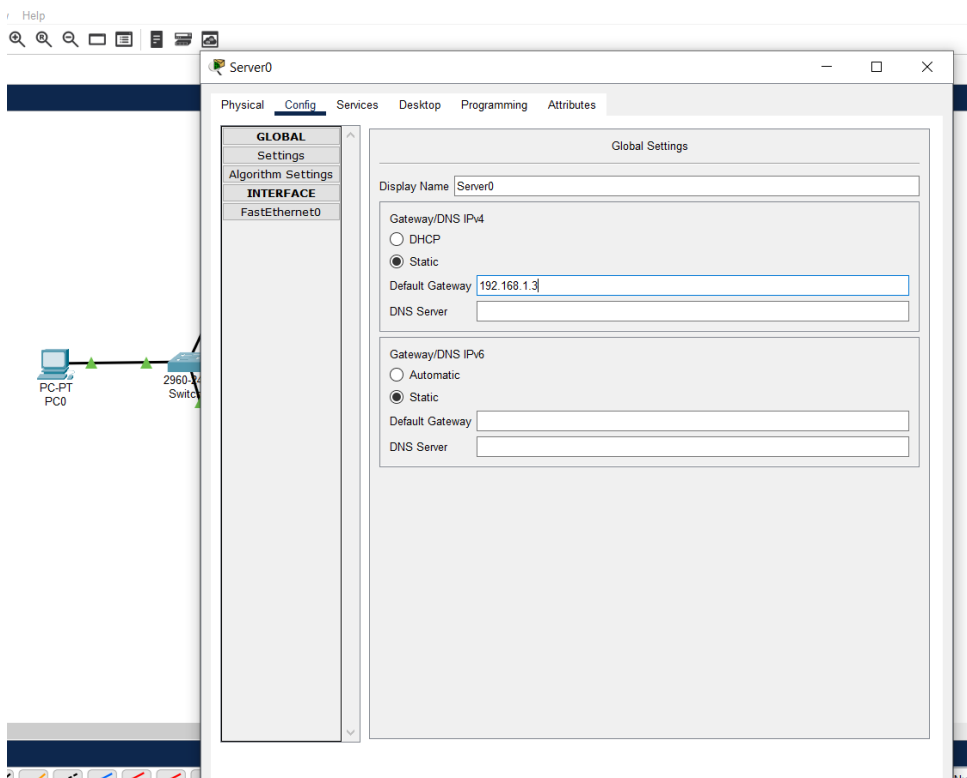 Help
Server0
Physical Config Services Desktop Programming Attributes
GLOBAL
Settings
Algorithm Settings
INTERFACE
FastEthernet0
Global Settings
Display Name Server0
Gateway/DNS IPv4
DHCP
Static
Default Gateway 192.168.1.3
DNS Server
Gateway/DNS IPv6
Automatic
Static
Default Gateway
DNS Server
PC-PT
PC0
2960-24
Switc